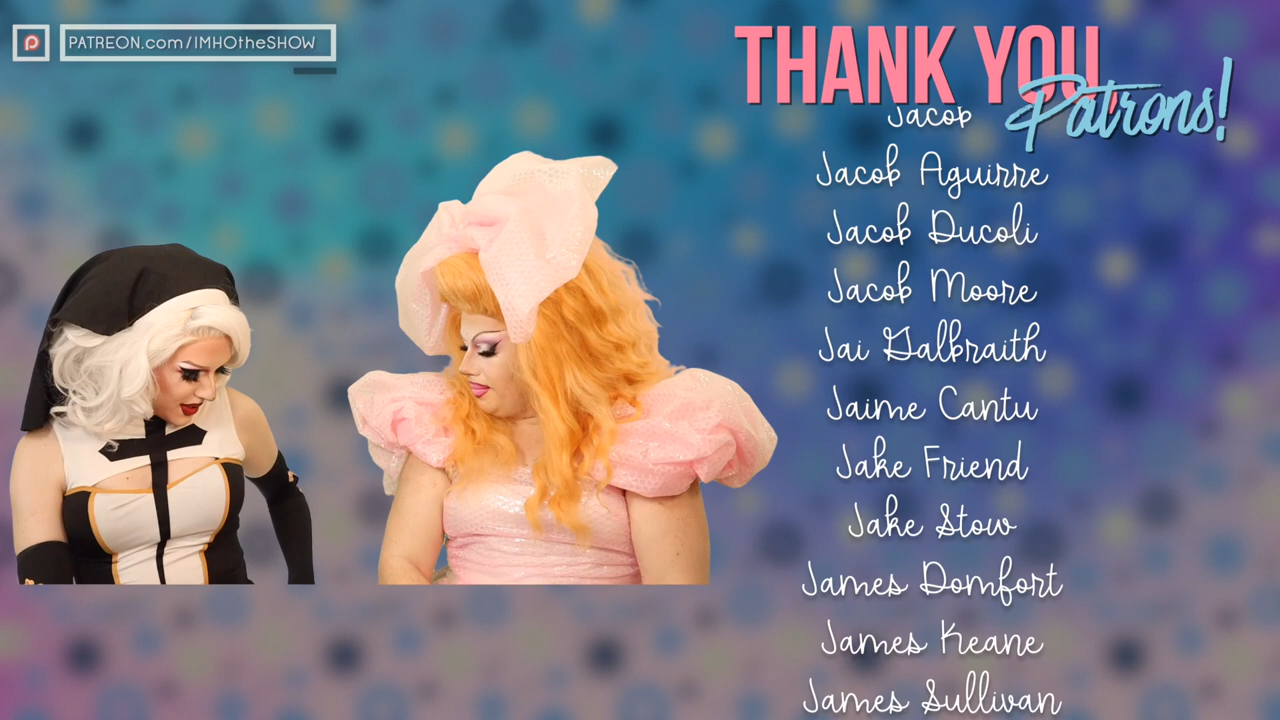 PATREON.com/IMHOtheSHOW
THANK YOU,
Patrons!
Jacob
Jacob Aguirre
Jacob Ducoli
Jacob Moore
Jai Galbraith
Jaime Cantu
Jake Friend
Jake Stow
James Domfort
James Keane
James Sullivan